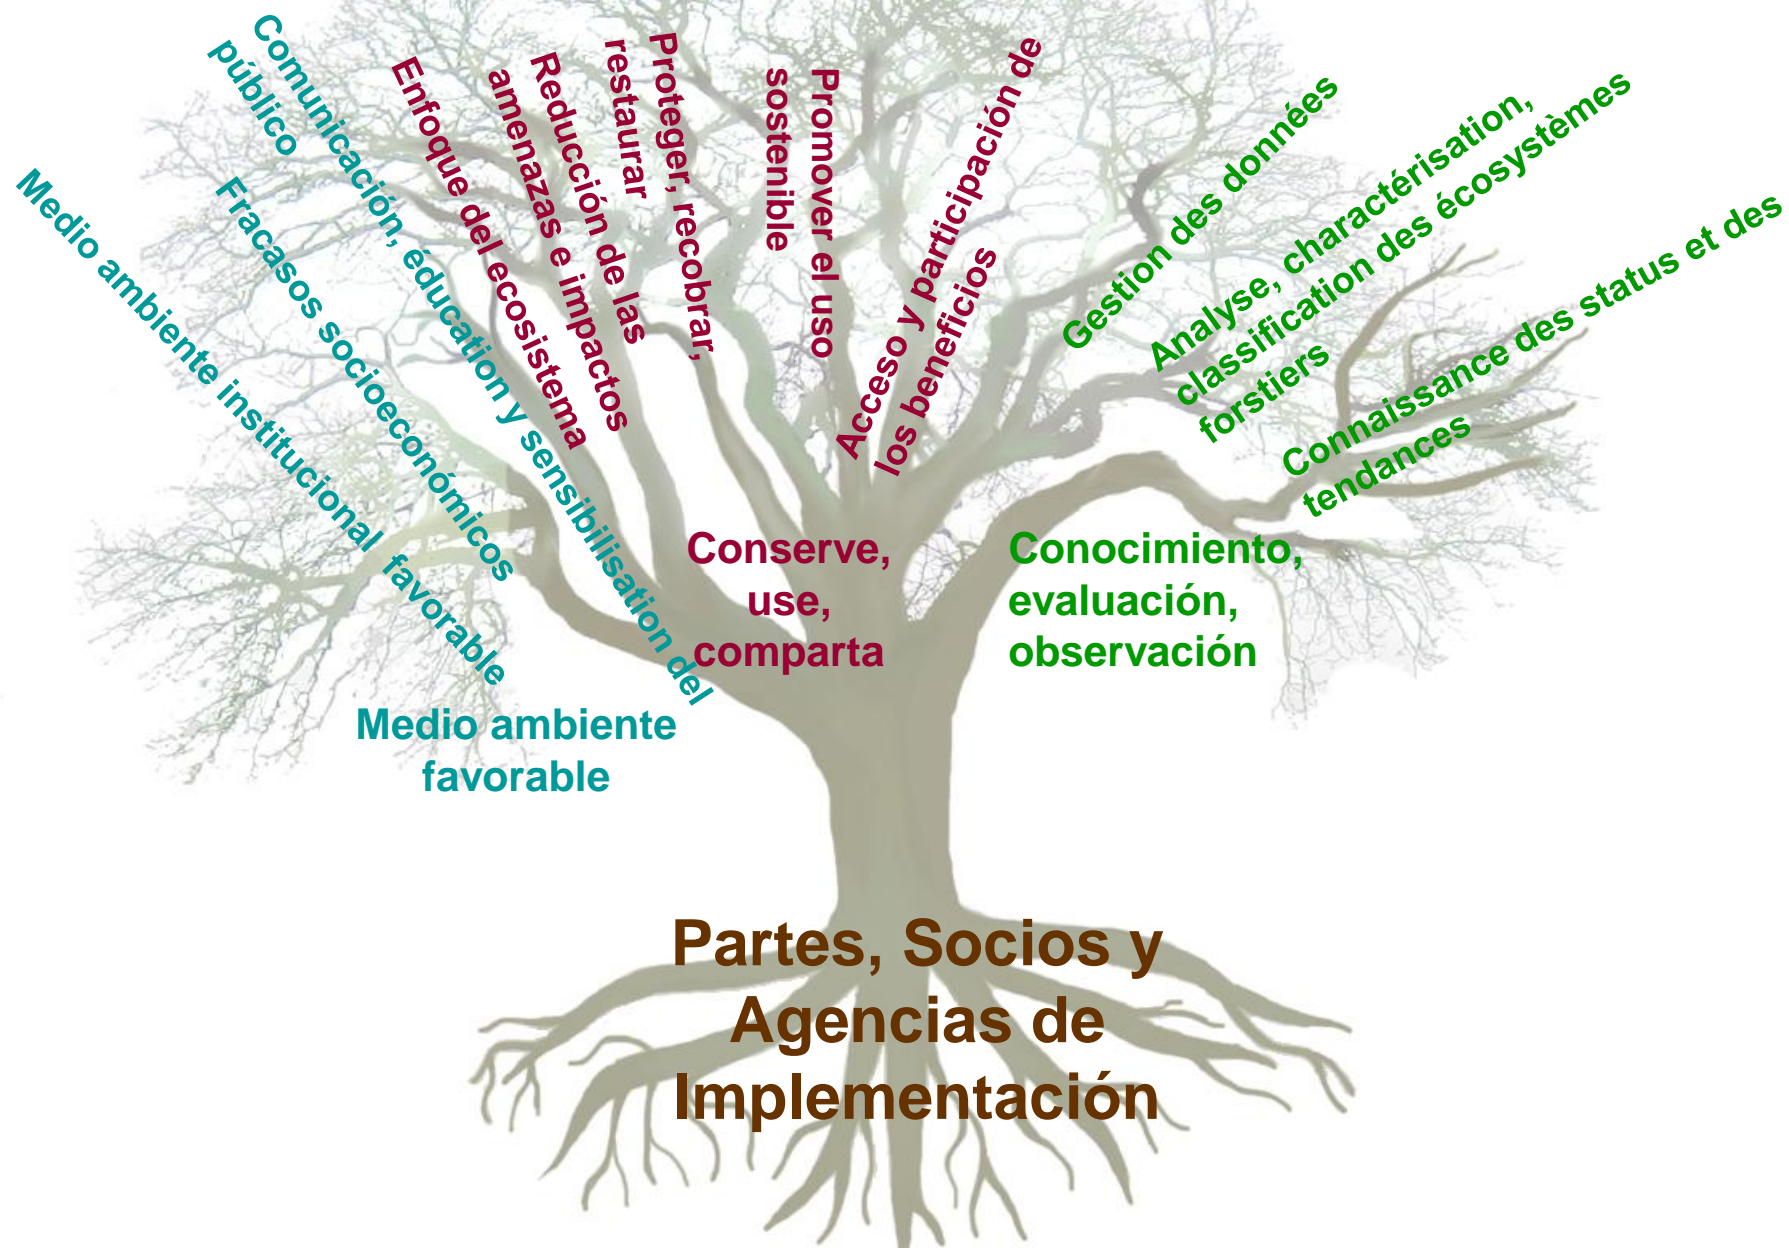 Medio ambiente institucional favorable
Fracasos socioeconómicos
Comunicación, éducation y sensibilisation del
público
Enfoque del ecosistema
Reducción de las
amenazas e impactos
Proteger, recobrar,
restaurar
Promover el uso
sostenible
Acceso y participación de
los beneficios
Gestion des données
Analyse, charactérisation,
classification des écosystèmes
forstiers
Connaissance des status et des
tendances
Conserve,
use,
comparta
Conocimiento,
evaluación,
observación
Medio ambiente
favorable
Partes, Socios y
Agencias de
Implementación